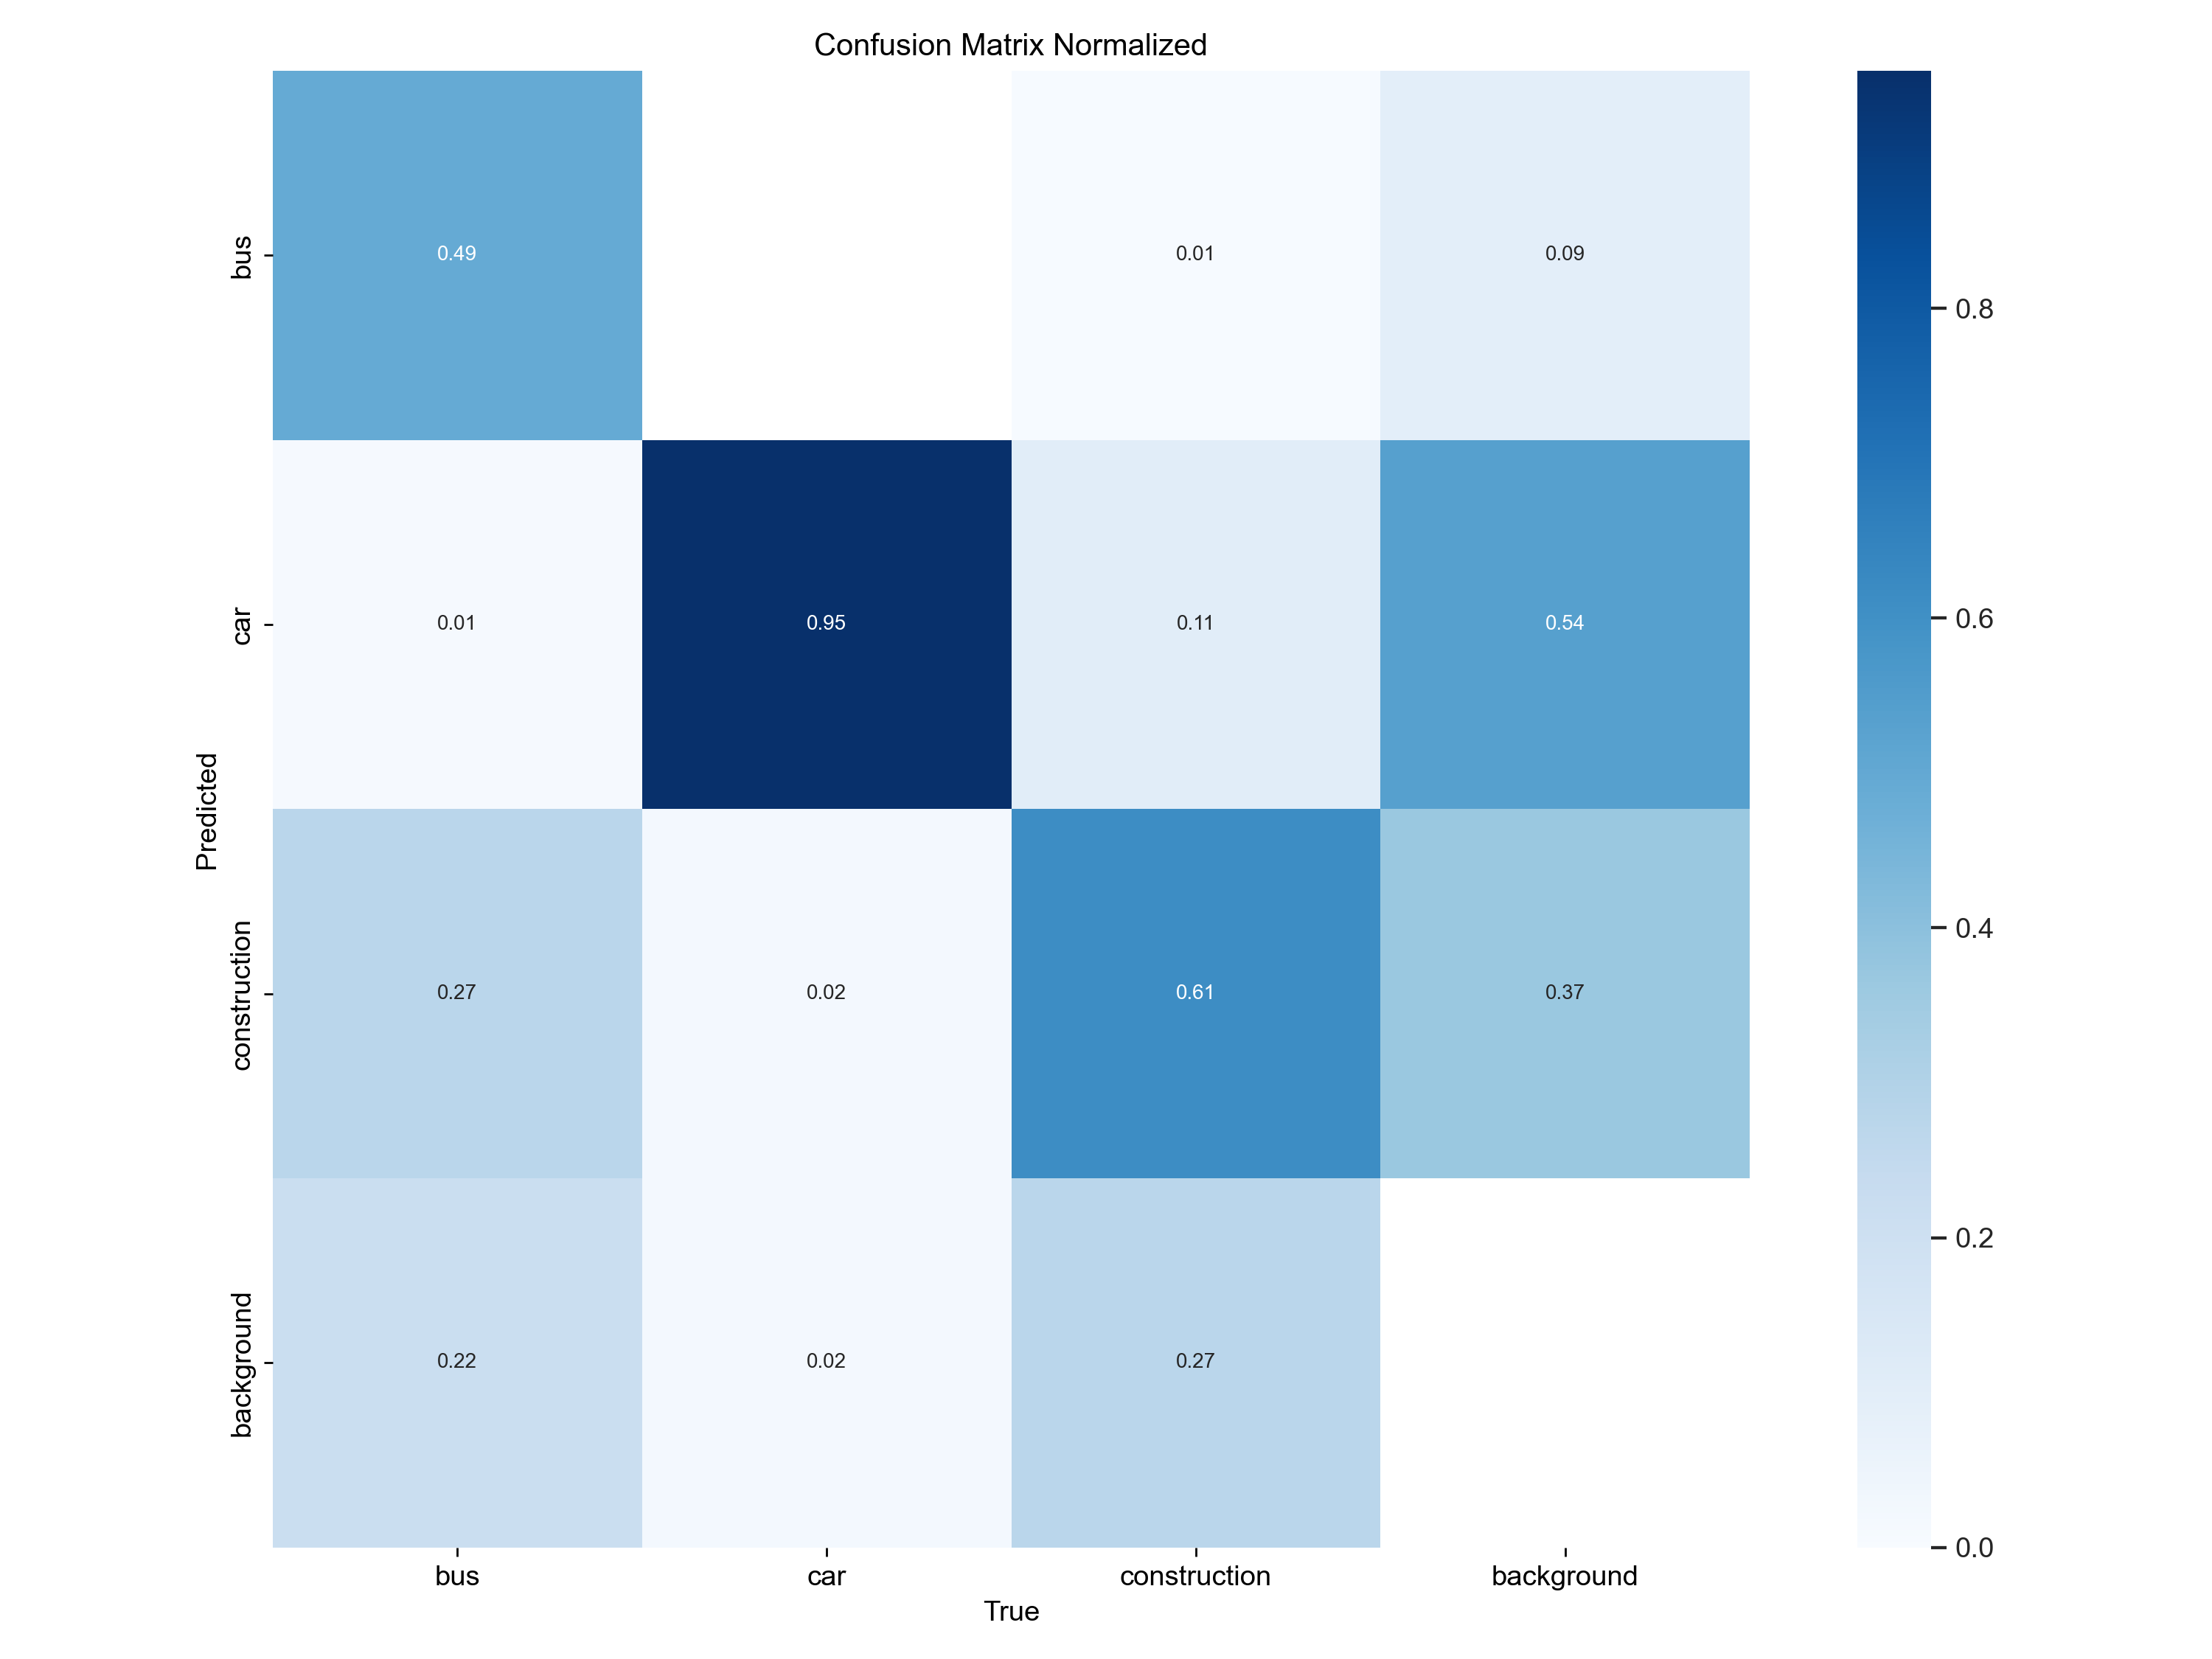 Confusion Matrix Normalized
bus
0.49
0.01
0.09
car
0.01
0.95
0.11
0.54
construction
0.27
0.02
0.61
0.37
background
0.22
0.02
0.27
Predicted
bus
car
construction
background
True
0.8
0.6
0.4
0.2
0.0